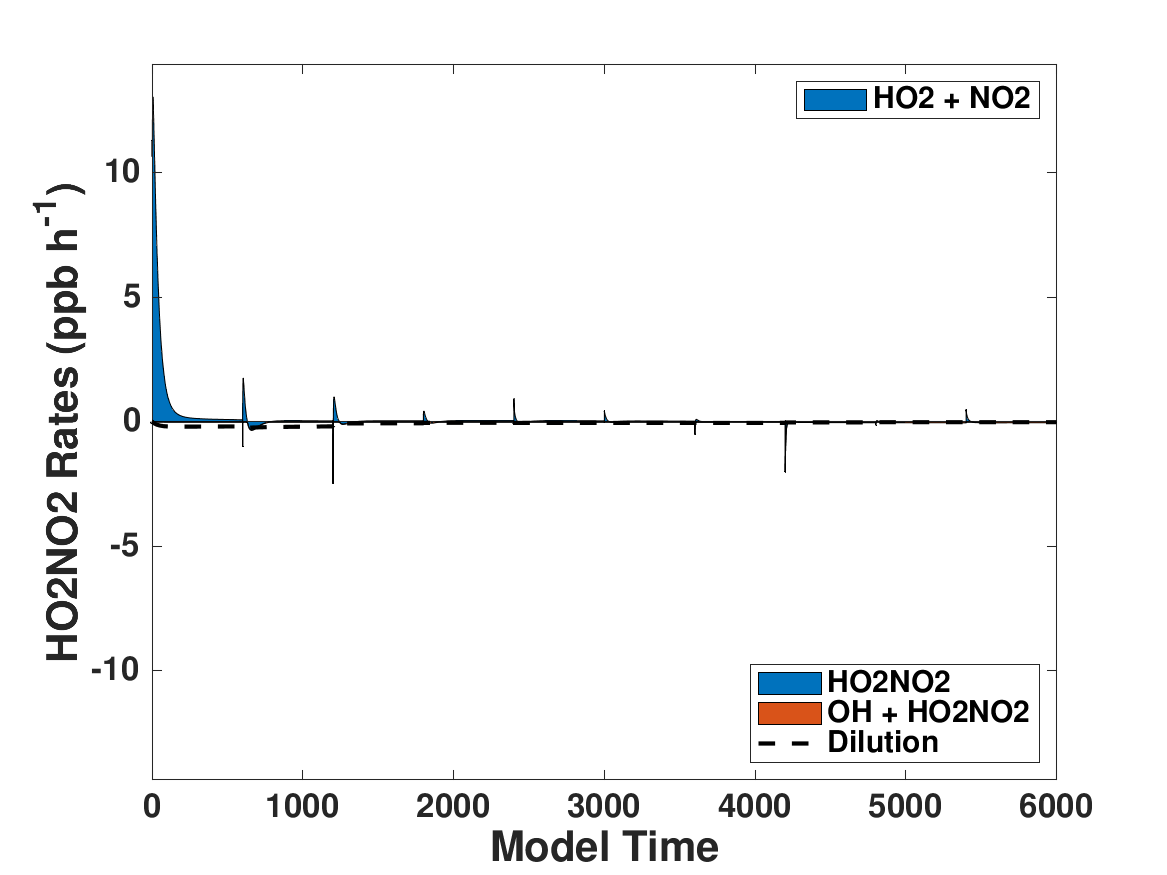 HO2 + NO2
10
5
0
-5
-10
HO2NO2 Rates (ppb h-1)
HO2NO2
OH + HO2NO2
Dilution
0 1000 2000 3000 4000 5000 6000
Model Time